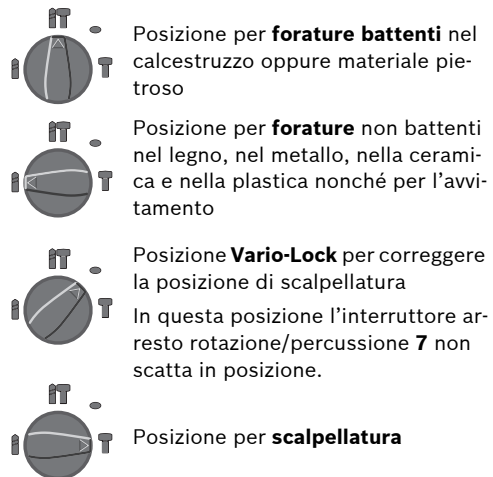 Posizione per forature battenti nel
calcestruzzo oppure materiale pie-
troso
Posizione per forature non battenti
nel legno, nel metallo, nella cerami-
ca e nella plastica nonché per l'avvi-
tamento
Posizione Vario-Lock per correggere
la posizione di scalpellatura
In questa posizione l'interruttore ar-
resto rotazione/percussione 7 non
scatta in posizione.
Posizione per scalpellatura